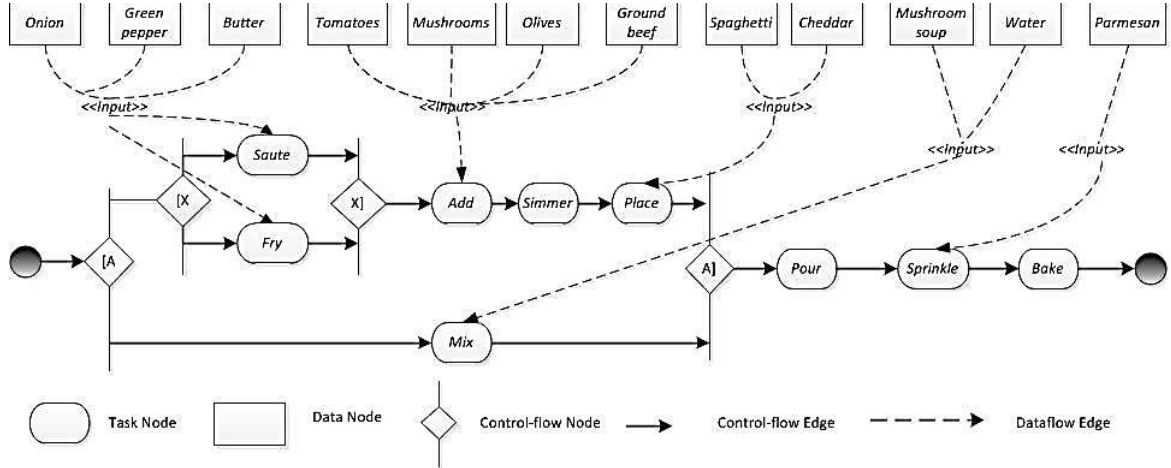 Onion
Green
pepper
Butter
Tomatoes
Mushrooms
Olives
Ground
beef
Spaghetti
Cheddar
Mushroom
soup
Water
Parmesan
<<Input>>
<<Input>>
<<Input>>
<<Input>>
<<Input>>
Saute
[X
X]
Add
Simmer
Place
Fry
[A
A]
Pour
Sprinkle
Bake
Mix
Task Node
Data Node
Control-flow Node
Control-flow Edge
Dataflow Edge